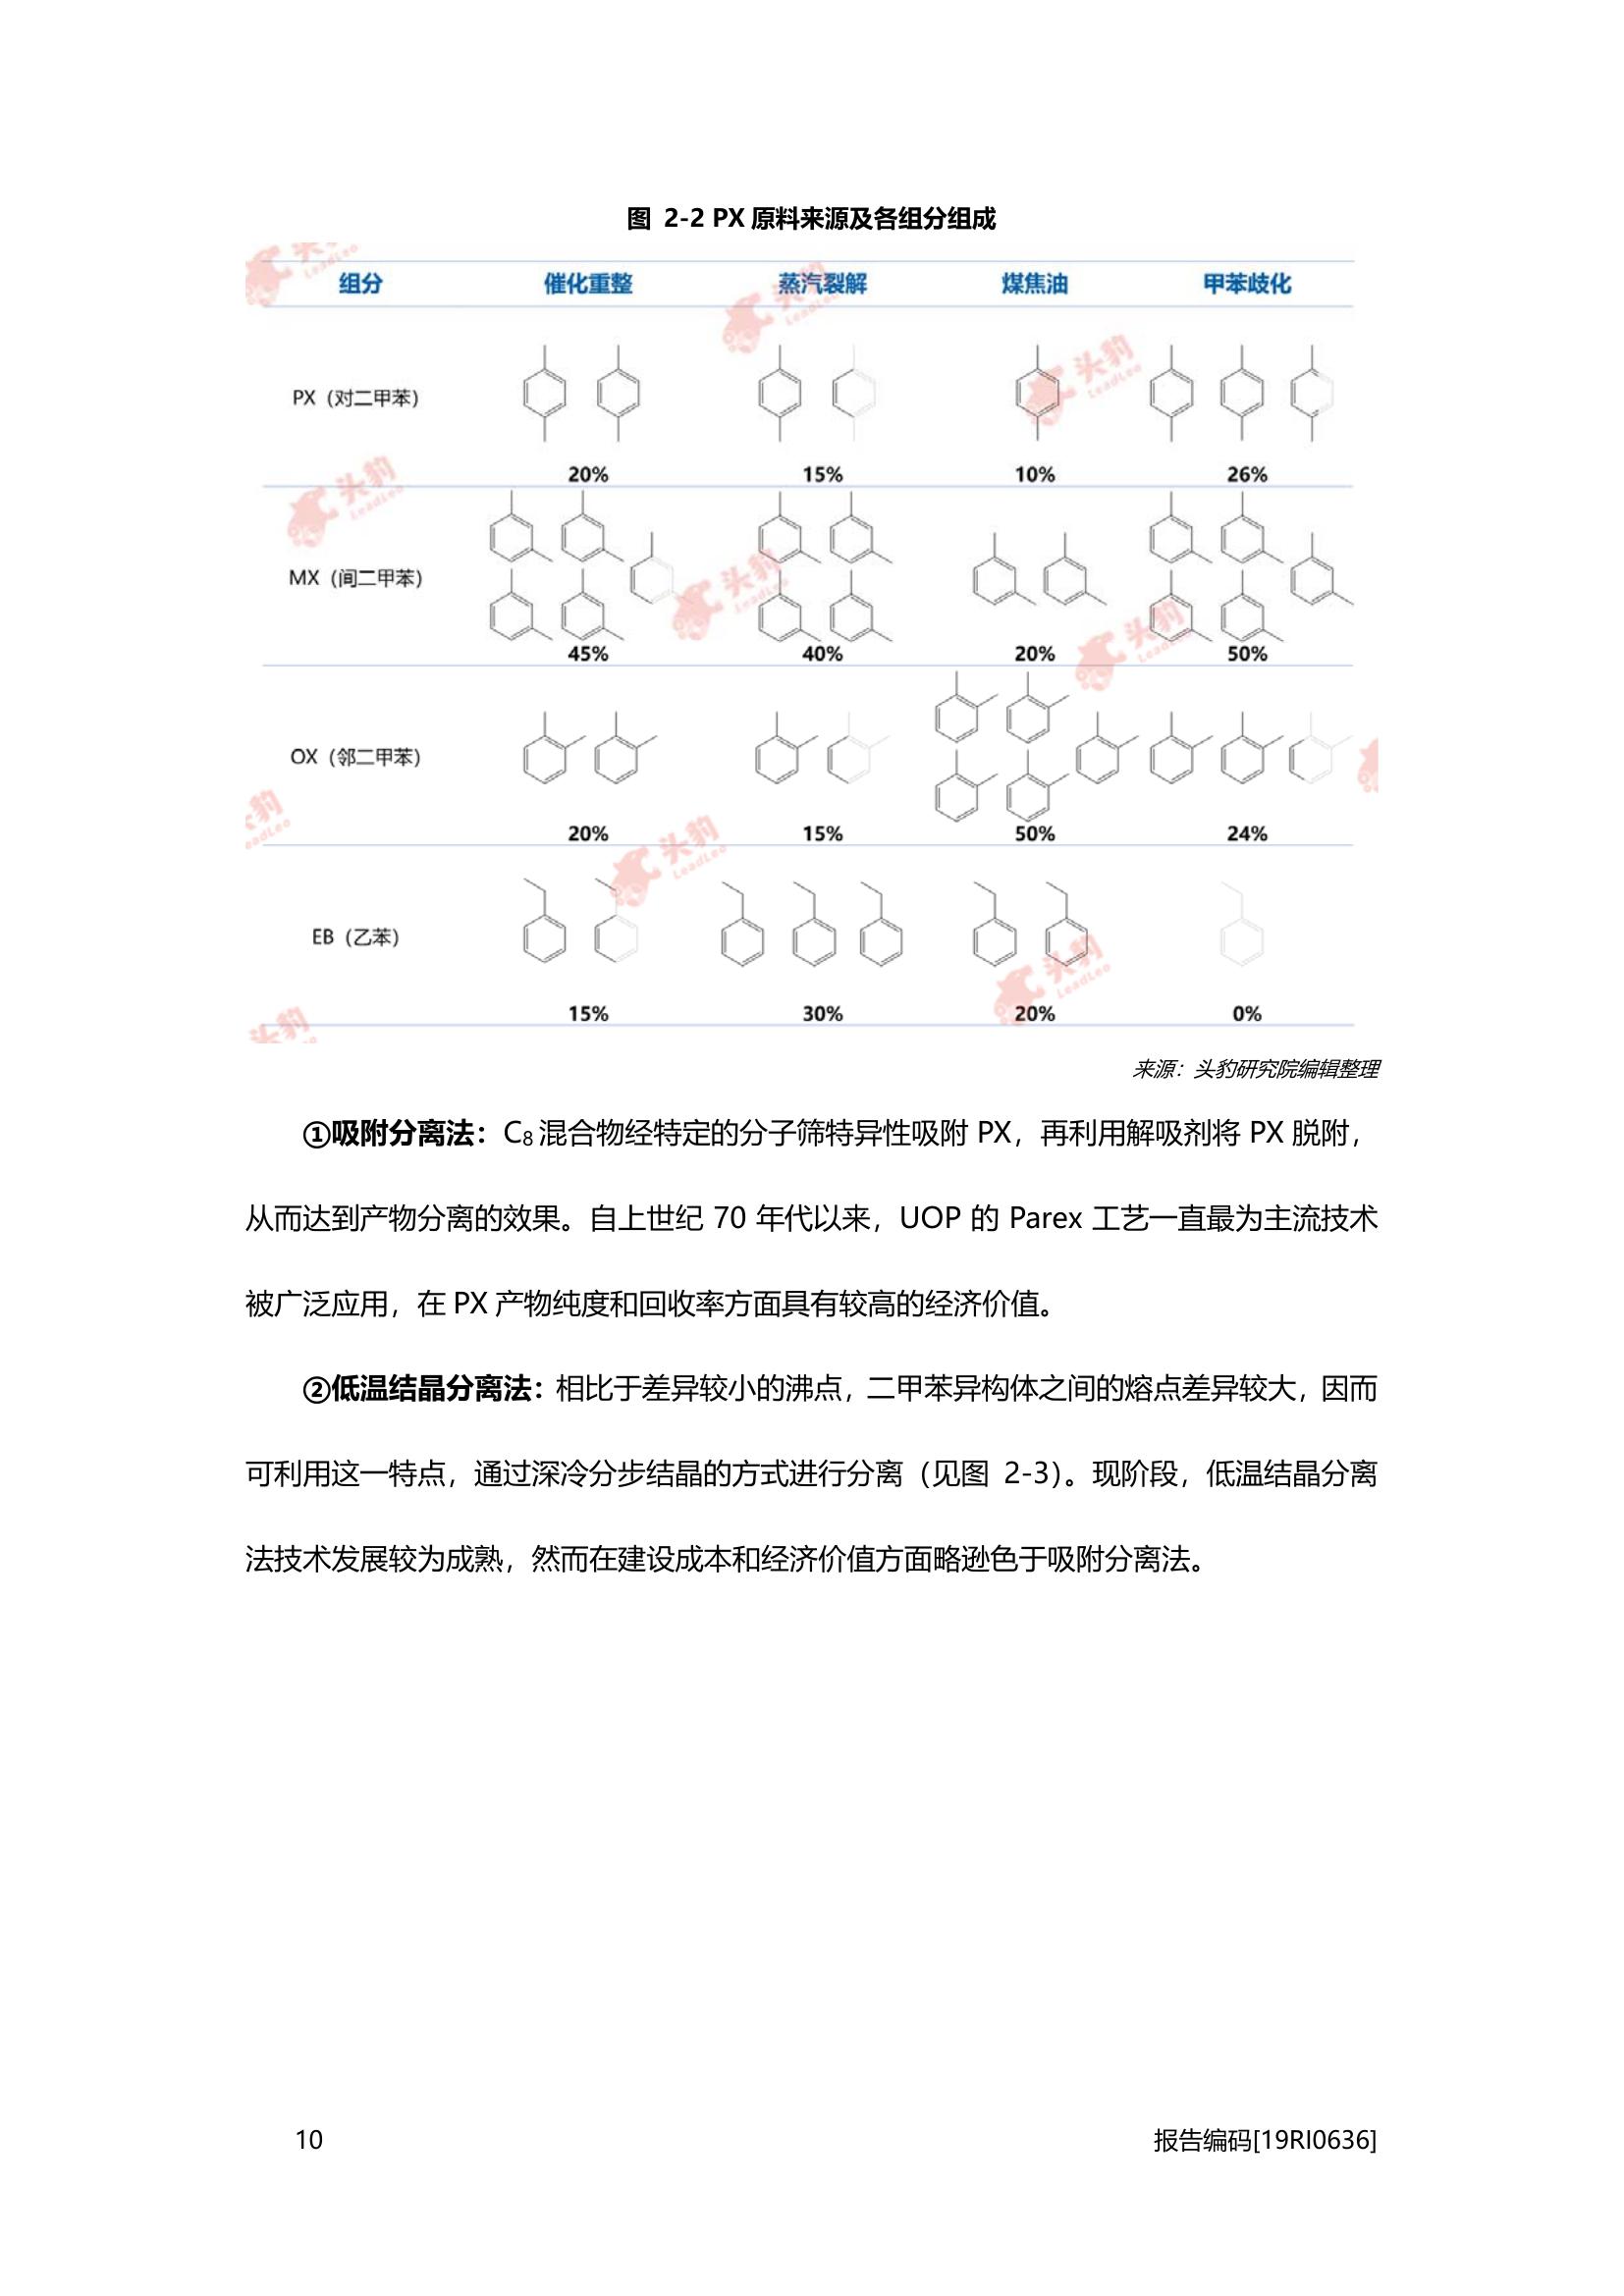 图 2-2 PX 原料来源及各组分组成
组分 催化重整 蒸汽裂解 煤焦油 甲苯歧化
PX（对二甲苯）
20% 15% 10% 26%
MX（间二甲苯）
45% 40% 20% 50%
OX（邻二甲苯）
20% 15% 50% 24%
EB（乙苯）
15% 30% 20% 0%
头豹 LeadLeo
来源：头豹研究院编辑整理
①吸附分离法：C₈混合物经特定的分子筛特异性吸附 PX，再利用解吸剂将 PX 脱附，
从而达到产物分离的效果。自上世纪 70 年代以来，UOP 的 Parex 工艺一直最为主流技术
被广泛应用，在 PX 产物纯度和回收率方面具有较高的经济价值。
②低温结晶分离法：相比于差异较小的沸点，二甲苯异构体之间的熔点差异较大，因而
可利用这一特点，通过深冷分步结晶的方式进行分离（见图 2-3）。现阶段，低温结晶分离
法技术发展较为成熟，然而在建设成本和经济价值方面略逊色于吸附分离法。
10 报告编码[19RI0636]